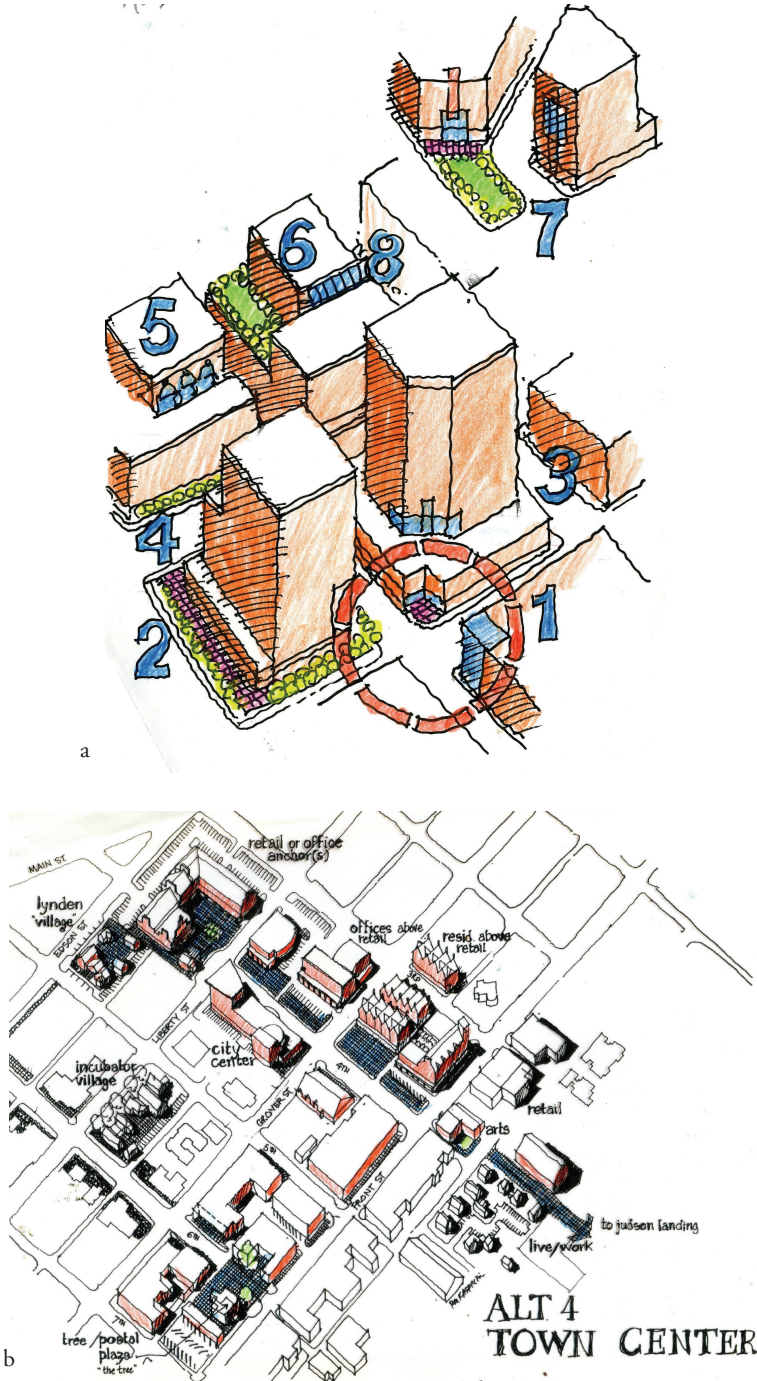 7
6
8
5
3
4
1
2
a
retail or office
anchor(s)
MAIN ST.
lynden
"village"
EDSON ST
offices above
retail
resid. above
retail
3RD
LIBERTY ST
city
center
4TH
incubator
village
GROVER ST
retail
arts
5TH
FRONT ST
to judson landing
live/work
6TH
7TH
tree/postal
plaza
"the tree"
ALT 4
TOWN CENTER
b